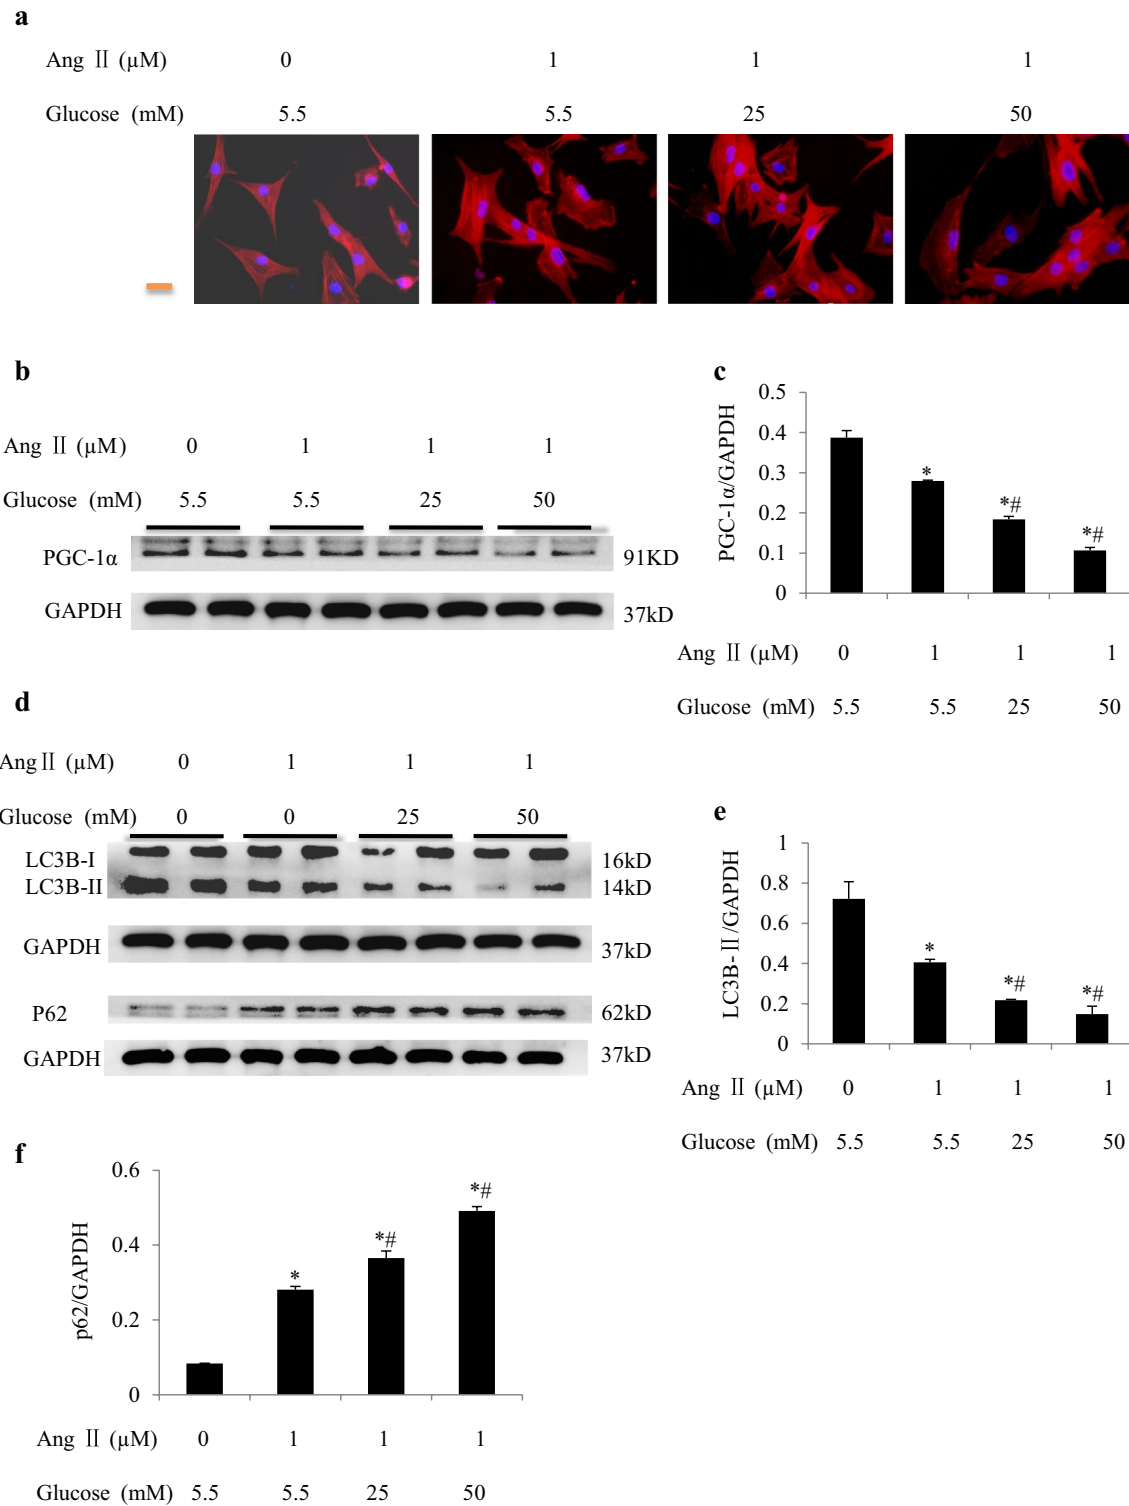 a
Ang Ⅱ (μM) 0 1 1 1
Glucose (mM) 5.5 5.5 25 50
b
Ang Ⅱ (μM) 0 1 1 1
Glucose (mM) 5.5 5.5 25 50
PGC-1α 91KD
GAPDH 37kD
c
PGC-1α/GAPDH
0.5
0.4
0.3
0.2
0.1
0
*
*#
*#
Ang Ⅱ (μM) 0 1 1 1
Glucose (mM) 5.5 5.5 25 50
d
Ang Ⅱ (μM) 0 1 1 1
Glucose (mM) 0 0 25 50
LC3B-I 16kD
LC3B-II 14kD
GAPDH 37kD
P62 62kD
GAPDH 37kD
e
LC3B-Ⅱ/GAPDH
1
0.8
0.6
0.4
0.2
0
*
*#
*#
Ang Ⅱ (μM) 0 1 1 1
Glucose (mM) 5.5 5.5 25 50
f
p62/GAPDH
0.6
0.4
0.2
0
*
*#
*#
Ang Ⅱ (μM) 0 1 1 1
Glucose (mM) 5.5 5.5 25 50